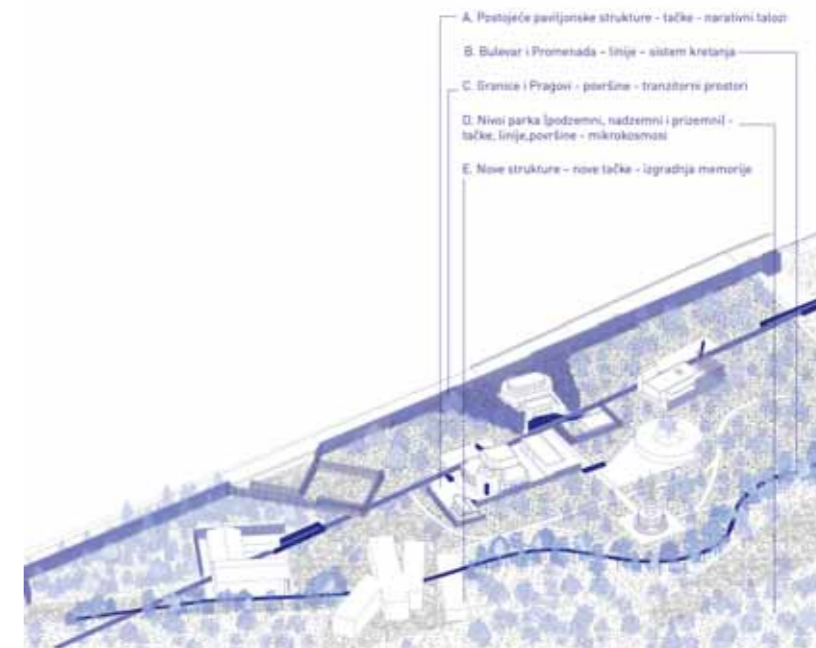 A. Postojeće paviljonske strukture - tačke - narativni talozi
B. Bulevar i Promenada - linije - sistem kretanja
C. Granice i Pragovi - površine - tranzitorni prostori
D. Nivoi parka (podzemni, nadzemni i prizemni) -
tačke, linije,površine - mikrokosmosi
E. Nove strukture - nove tačke - izgradnja memorije